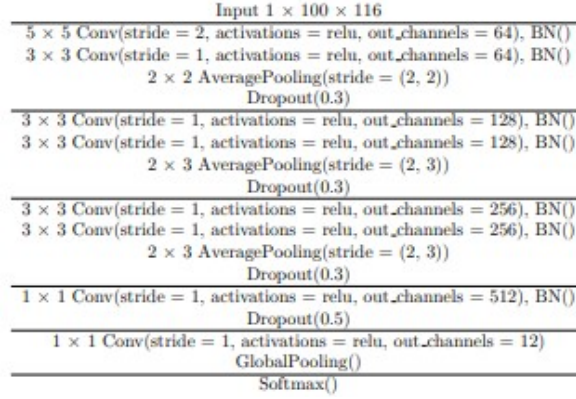 Input 1 × 100 × 116
5 × 5 Conv(stride = 2, activations = relu, out_channels = 64), BN()
3 × 3 Conv(stride = 1, activations = relu, out_channels = 64), BN()
2 × 2 AveragePooling(stride = (2, 2))
Dropout(0.3)
3 × 3 Conv(stride = 1, activations = relu, out_channels = 128), BN()
3 × 3 Conv(stride = 1, activations = relu, out_channels = 128), BN()
2 × 3 AveragePooling(stride = (2, 3))
Dropout(0.3)
3 × 3 Conv(stride = 1, activations = relu, out_channels = 256), BN()
3 × 3 Conv(stride = 1, activations = relu, out_channels = 256), BN()
2 × 3 AveragePooling(stride = (2, 3))
Dropout(0.3)
1 × 1 Conv(stride = 1, activations = relu, out_channels = 512), BN()
Dropout(0.5)
1 × 1 Conv(stride = 1, activations = relu, out_channels = 12)
GlobalPooling()
Softmax()